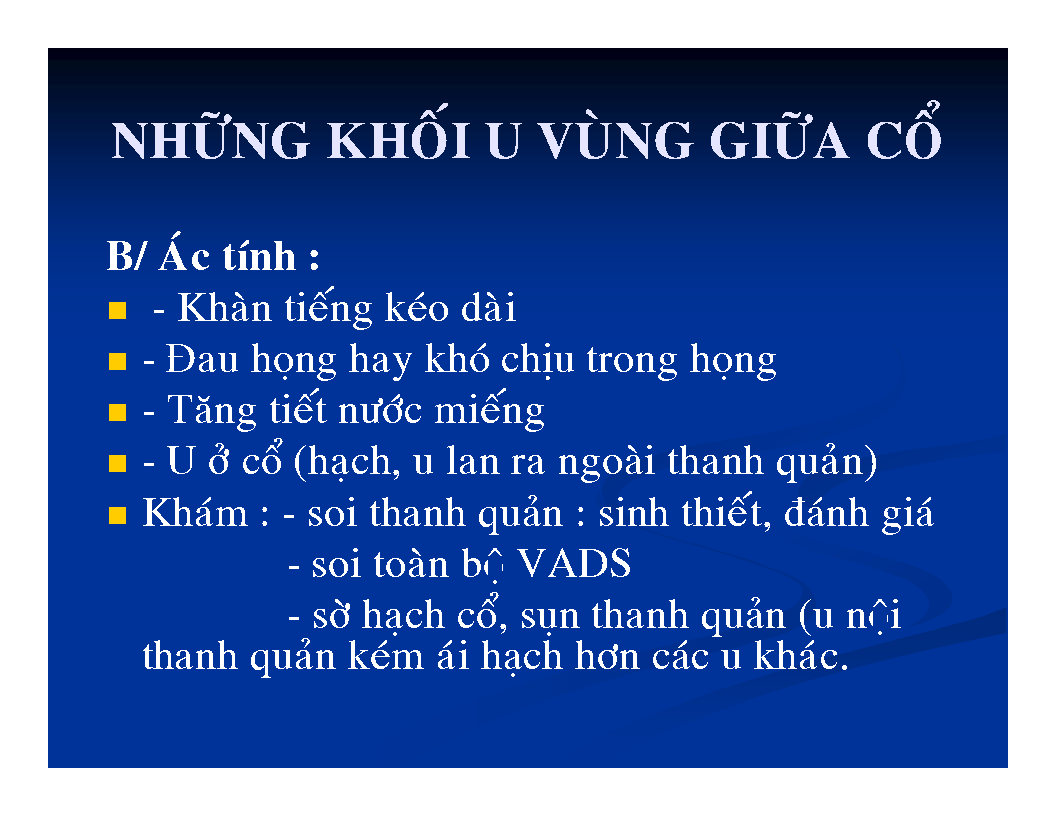 NHỮNG KHỐI U VÙNG GIỮA CỔ
B/ Ác tính :
- Khàn tiếng kéo dài
- Đau họng hay khó chịu trong họng
- Tăng tiết nước miếng
- U ở cổ (hạch, u lan ra ngoài thanh quản)
Khám : - soi thanh quản : sinh thiết, đánh giá
- soi toàn bộ VADS
- sờ hạch cổ, sụn thanh quản (u nội
thanh quản kém ái hạch hơn các u khác.